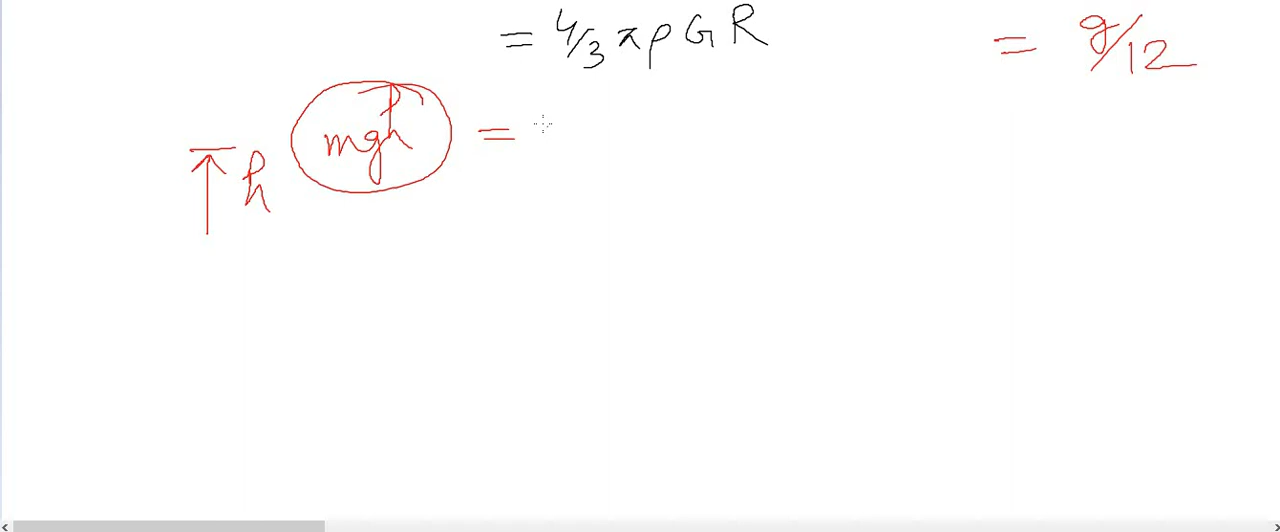 = 4/3 πρGR = g/12
mgh =
h